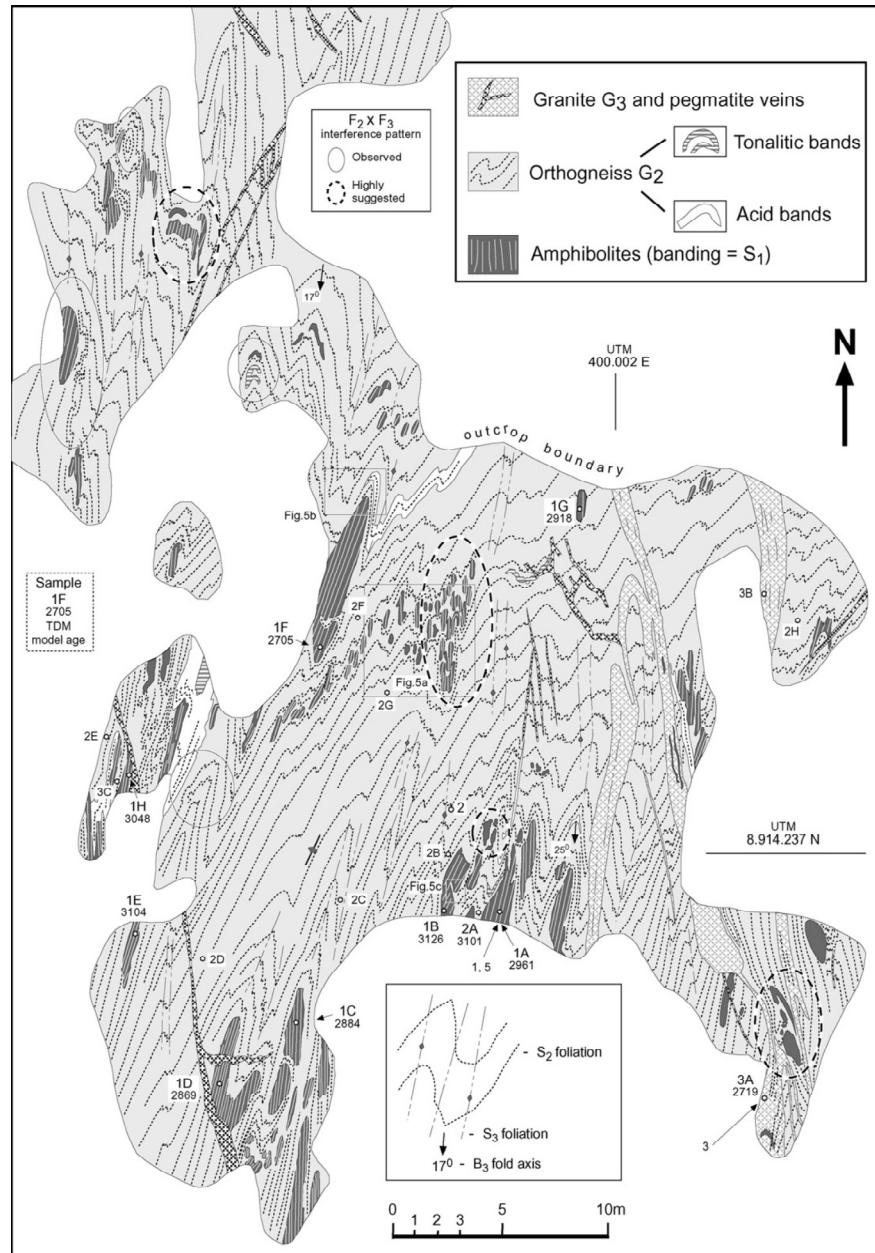 F2 X F3
interference pattern
Observed
Highly
suggested
Granite G3 and pegmatite veins
Orthogneiss G2
Tonalitic bands
Acid bands
Amphibolites (banding = S1)
17⁰
UTM
400.002 E
N
outcrop boundary
Fig.5b
1G
2918
Sample
1F
2705
TDM
model age
2F
1F
2705
3B
2H
Fig.5a
2G
2E
3C
1H
3048
2
UTM
8.914.237 N
2B
25⁰
Fig.5c
1E
3104
2C
1B
3126
2A
3101
1A
2961
1, 5
2D
1C
2884
1D
2869
- S2 foliation
- S3 foliation
17⁰ - B3 fold axis
3A
2719
3
0 5 10m
1 2 3